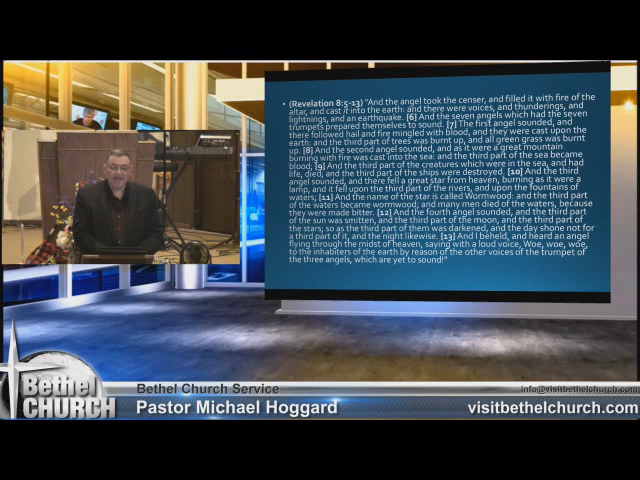 • (Revelation 8:5-13) "And the angel took the censer, and filled it with fire of the
altar, and cast it into the earth: and there were voices, and thunderings, and
lightnings, and an earthquake. [6] And the seven angels which had the seven
trumpets prepared themselves to sound. [7] The first angel sounded, and
there followed hail and fire mingled with blood, and they were cast upon the
earth: and the third part of trees was burnt up, and all green grass was burnt
up. [8] And the second angel sounded, and as it were a great mountain
burning with fire was cast into the sea: and the third part of the sea became
blood; [9] And the third part of the creatures which were in the sea, and had
life, died; and the third part of the ships were destroyed. [10] And the third
angel sounded, and there fell a great star from heaven, burning as it were a
lamp, and it fell upon the third part of the rivers, and upon the fountains of
waters; [11] And the name of the star is called Wormwood: and the third part
of the waters became wormwood; and many men died of the waters, because
they were made bitter. [12] And the fourth angel sounded, and the third part
of the sun was smitten, and the third part of the moon, and the third part of
the stars; so as the third part of them was darkened, and the day shone not for
a third part of it, and the night likewise. [13] And I beheld, and heard an angel
flying through the midst of heaven, saying with a loud voice, Woe, woe, woe,
to the inhabiters of the earth by reason of the other voices of the trumpet of
the three angels, which are yet to sound!"
Bethel
CHURCH
Bethel Church Service
info@visitbethelchurch.com
Pastor Michael Hoggard
visitbethelchurch.com